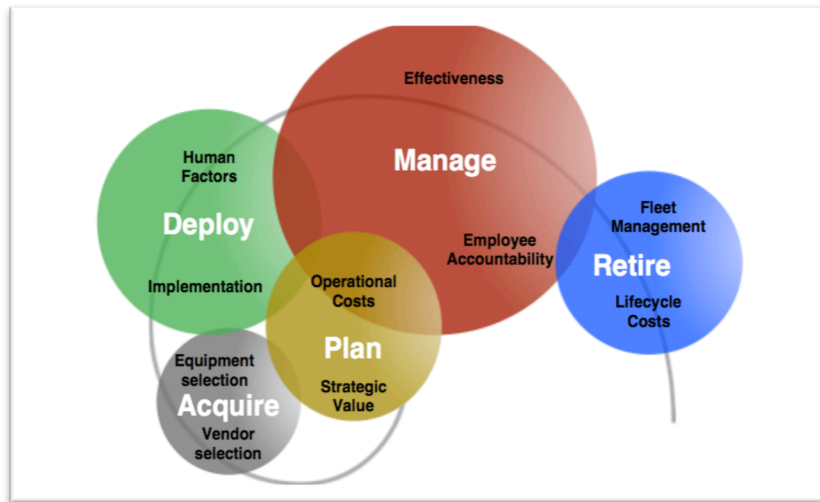 Effectiveness
Manage
Employee
Accountability
Human
Factors
Deploy
Implementation
Fleet
Management
Retire
Lifecycle
Costs
Operational
Costs
Plan
Strategic
Value
Equipment
selection
Acquire
Vendor
selection